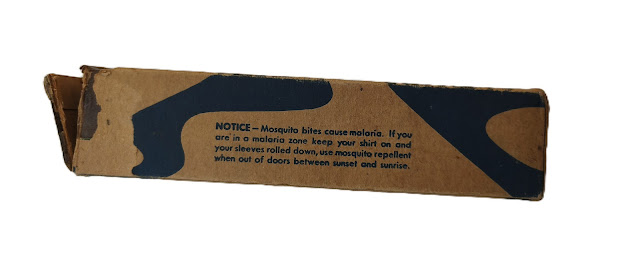 NOTICE — Mosquito bites cause malaria. If you
are in a malaria zone keep your shirt on and
your sleeves rolled down, use mosquito repellent
when out of doors between sunset and sunrise.